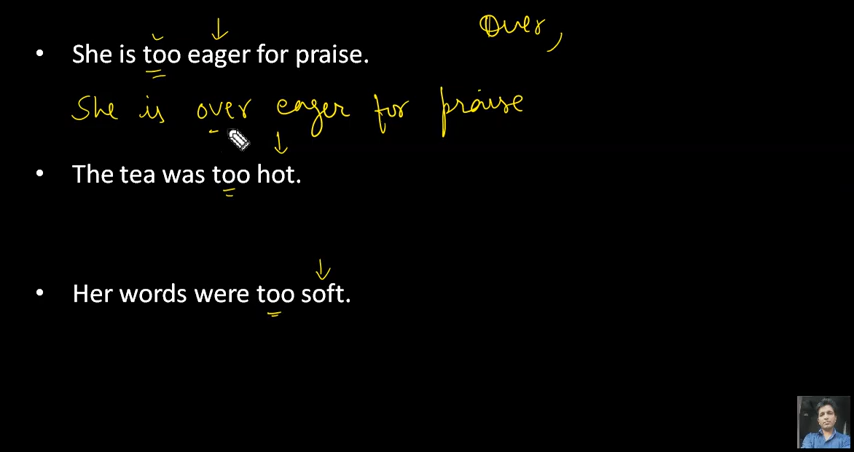 Over,
• She is too eager for praise.
She is over eager for praise
• The tea was too hot.
• Her words were too soft.